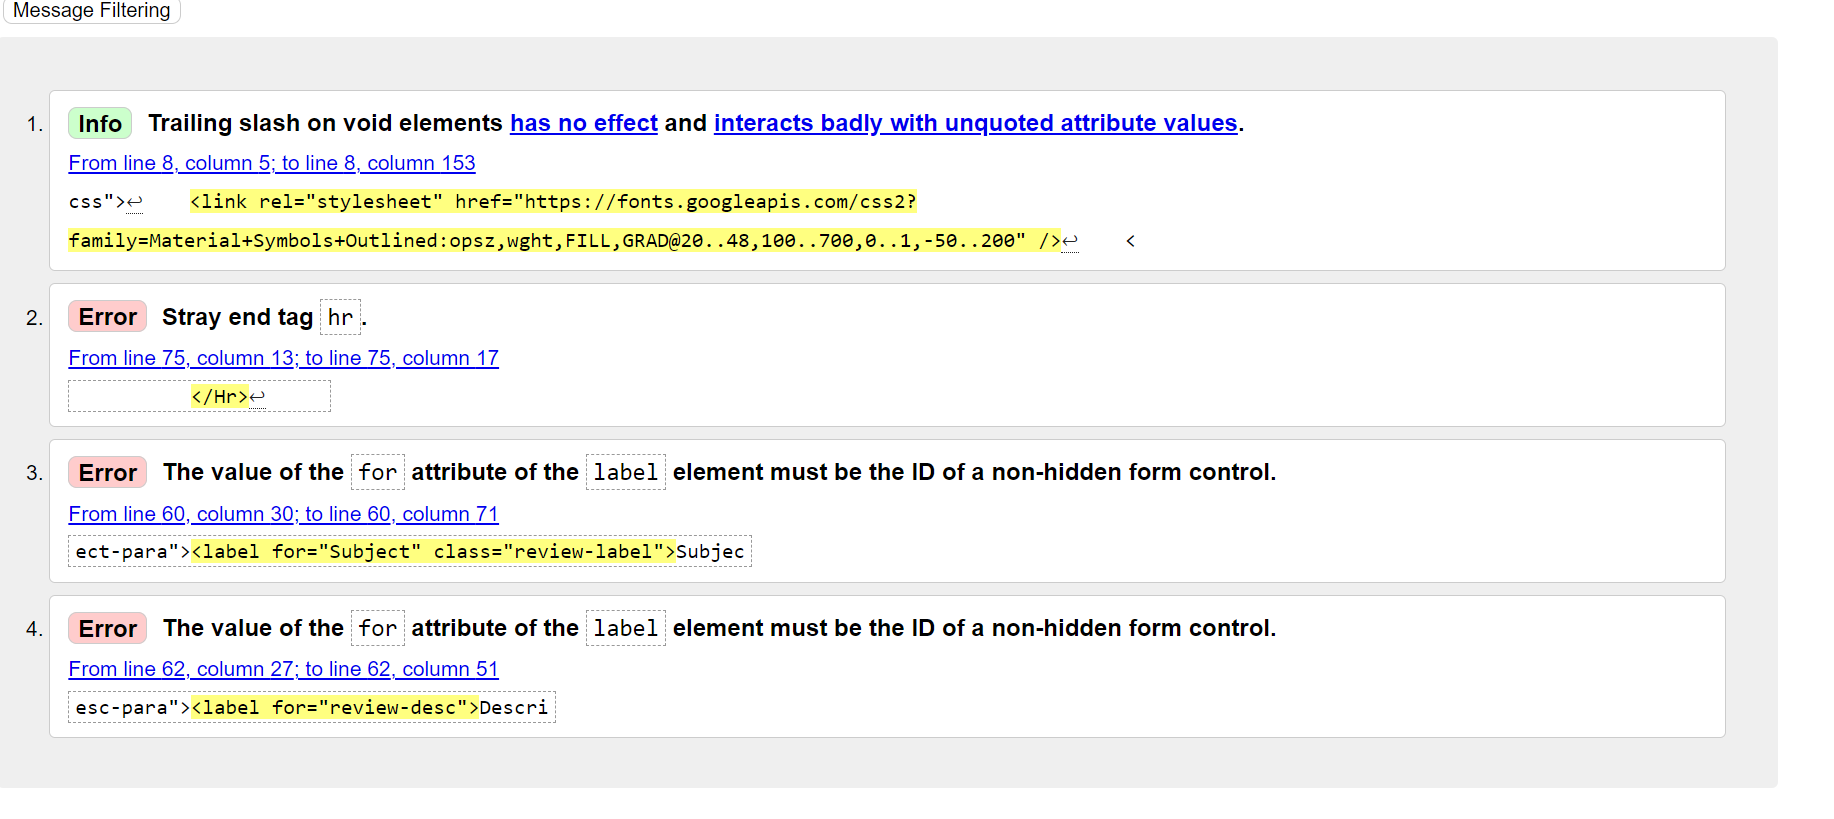 Message Filtering
1. Info Trailing slash on void elements has no effect and interacts badly with unquoted attribute values.
From line 8, column 5; to line 8, column 153
css">↩ <link rel="stylesheet" href="https://fonts.googleapis.com/css2?
family=Material+Symbols+Outlined:opsz,wght,FILL,GRAD@20..48,100..700,0..1,-50..200" />↩ <
2. Error Stray end tag hr.
From line 75, column 13; to line 75, column 17
</Hr>↩
3. Error The value of the for attribute of the label element must be the ID of a non-hidden form control.
From line 60, column 30; to line 60, column 71
ect-para"><label for="Subject" class="review-label">Subjec
4. Error The value of the for attribute of the label element must be the ID of a non-hidden form control.
From line 62, column 27; to line 62, column 51
esc-para"><label for="review-desc">Descri